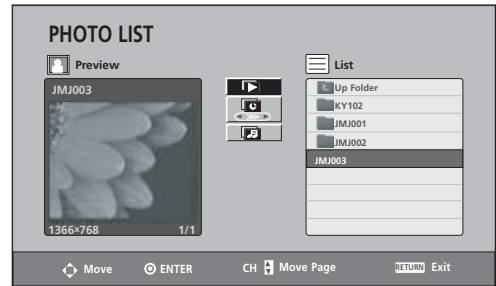 PHOTO LIST
Preview
List
JMJ003
1366×768 1/1
Up Folder
KY102
JMJ001
JMJ002
JMJ003
Move ENTER CH Move Page RETURN Exit